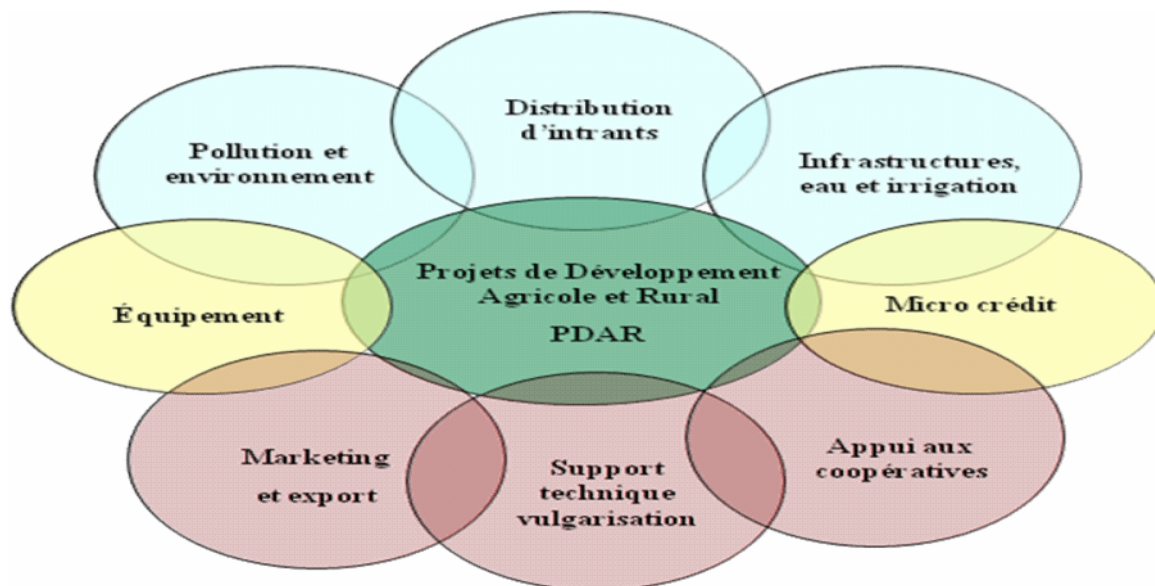 Distribution
d'intrants
Pollution et
environnement
Infrastructures,
eau et irrigation
Projets de Développement
Agricole et Rural
PDAR
Équipement
Micro crédit
Marketing
et export
Support
technique
vulgarisation
Appui aux
coopératives